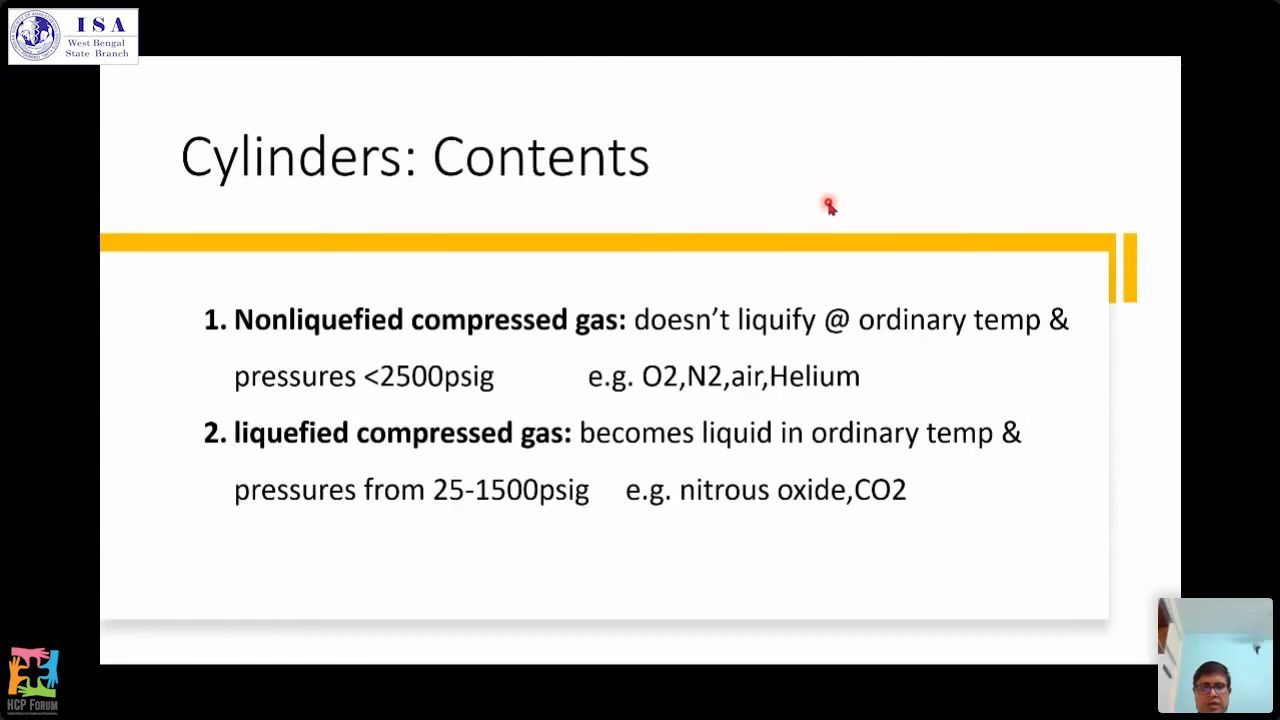 ISA
West Bengal
State Branch
Cylinders: Contents
1. Nonliquefied compressed gas: doesn't liquify @ ordinary temp &
pressures <2500psig e.g. O2,N2,air,Helium
2. liquefied compressed gas: becomes liquid in ordinary temp &
pressures from 25-1500psig e.g. nitrous oxide,CO2
HCP FORUM